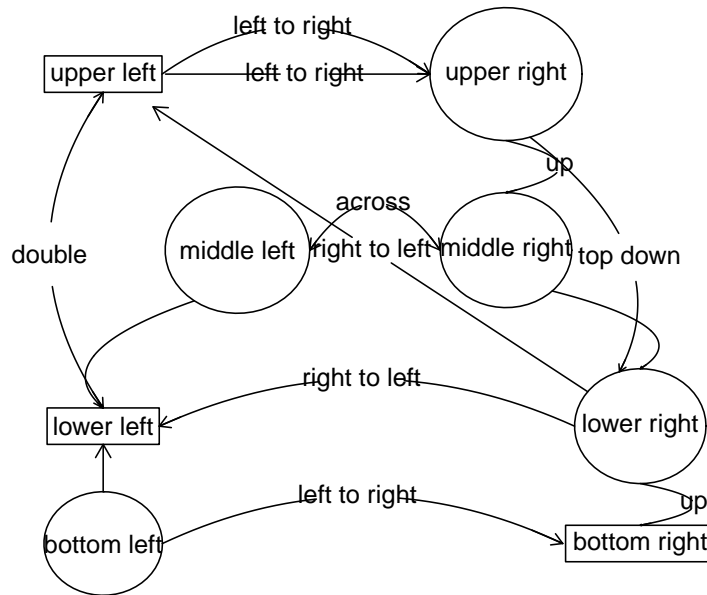 left to right
upper left
left to right
upper right
up
across
middle left
right to left
middle right
top down
double
right to left
lower left
lower right
left to right
up
bottom left
bottom right